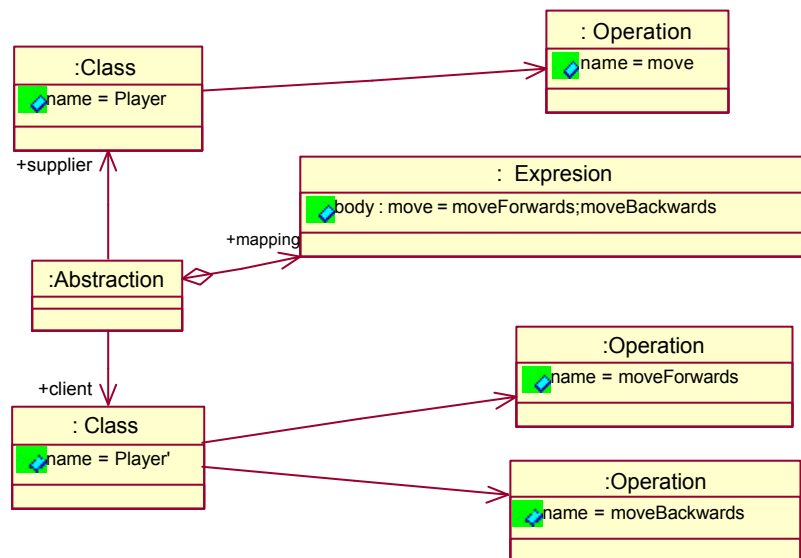 : Operation
name = move
:Class
name = Player
+supplier
: Expresion
body : move = moveForwards;moveBackwards
+mapping
:Abstraction
+client
:Operation
name = moveForwards
: Class
name = Player'
:Operation
name = moveBackwards